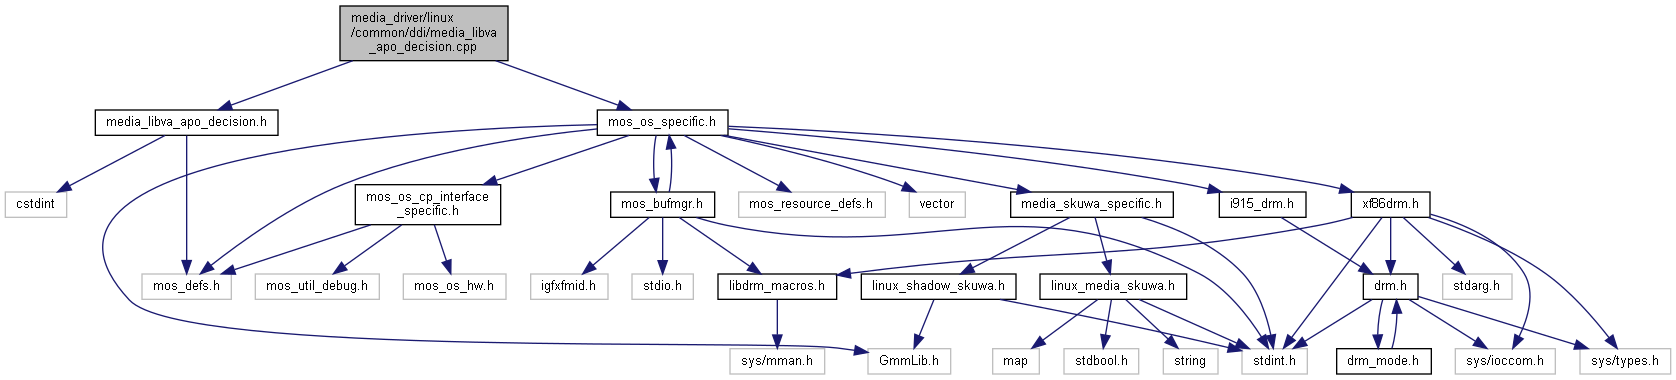 media_driver/linux
/common/ddi/media_libva
_apo_decision.cpp
media_libva_apo_decision.h
mos_os_specific.h
cstdint
mos_os_cp_interface
_specific.h
mos_bufmgr.h
mos_resource_defs.h
vector
media_skuwa_specific.h
i915_drm.h
xf86drm.h
mos_defs.h
mos_util_debug.h
mos_os_hw.h
igfxfmid.h
stdio.h
libdrm_macros.h
linux_shadow_skuwa.h
linux_media_skuwa.h
drm.h
stdarg.h
sys/mman.h
GmmLib.h
map
stdbool.h
string
stdint.h
drm_mode.h
sys/ioccom.h
sys/types.h